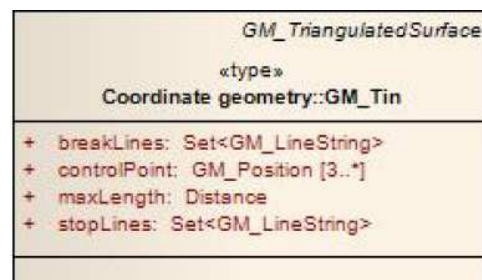 GM_TriangulatedSurface
«type»
Coordinate geometry::GM_Tin
+ breakLines: Set<GM_LineString>
+ controlPoint: GM_Position [3..*]
+ maxLength: Distance
+ stopLines: Set<GM_LineString>